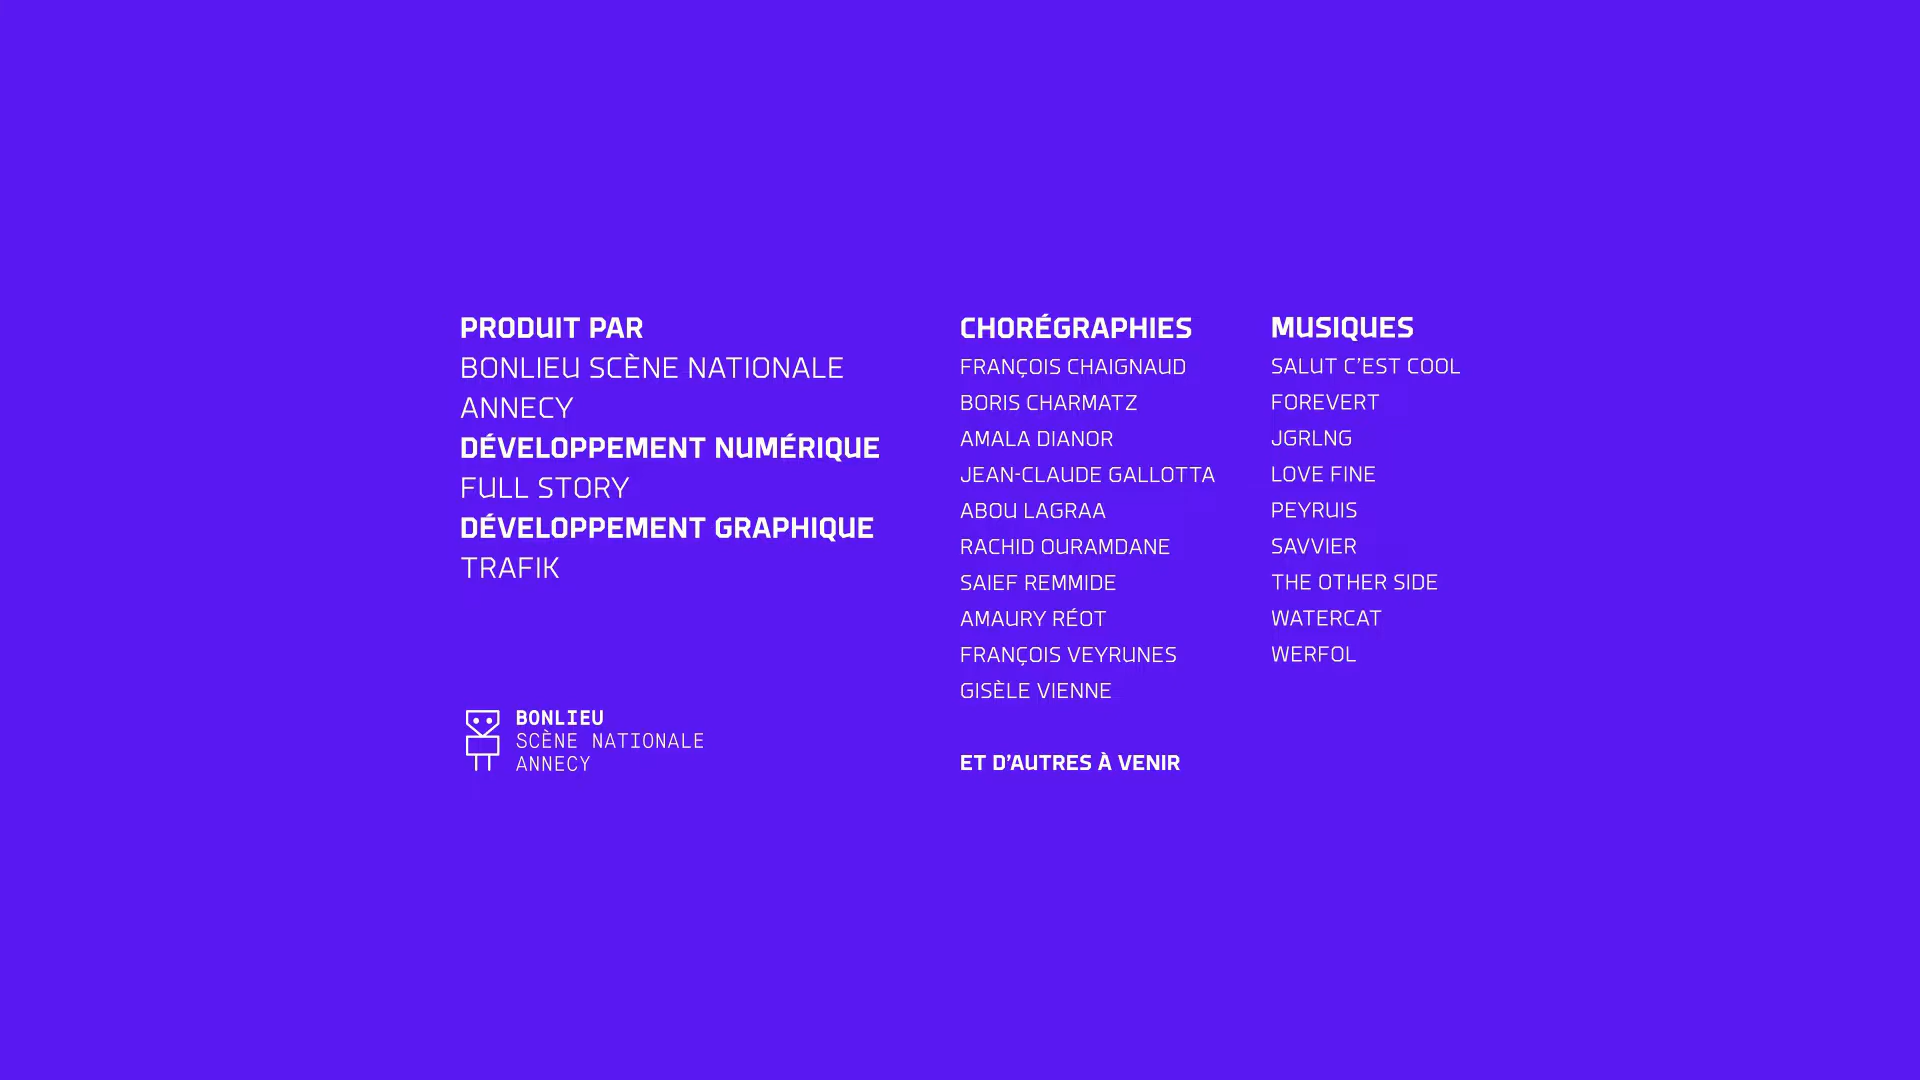 PRODUIT PAR
BONLIEU SCÈNE NATIONALE
ANNECY
DÉVELOPPEMENT NUMÉRIQUE
FULL STORY
DÉVELOPPEMENT GRAPHIQUE
TRAFIK
BONLIEU
SCÈNE NATIONALE
ANNECY
CHORÉGRAPHIES
FRANÇOIS CHAIGNAUD
BORIS CHARMATZ
AMALA DIANOR
JEAN-CLAUDE GALLOTTA
ABOU LAGRAA
RACHID OURAMDANE
SAIEF REMMIDE
AMAURY RÉOT
FRANÇOIS VEYRUNES
GISÈLE VIENNE
ET D’AUTRES À VENIR
MUSIQUES
SALUT C’EST COOL
FOREVERT
JGRLNG
LOVE FINE
PEYRUIS
SAVVIER
THE OTHER SIDE
WATERCAT
WERFOL